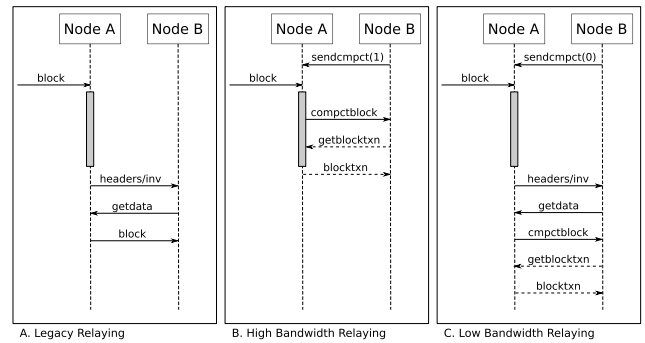 Node A
Node B
block
headers/inv
getdata
block
A. Legacy Relaying
Node A
Node B
sendcmpct(1)
block
compctblock
getblocktxn
blocktxn
B. High Bandwidth Relaying
Node A
Node B
sendcmpct(0)
block
headers/inv
getdata
cmpctblock
getblocktxn
blocktxn
C. Low Bandwidth Relaying